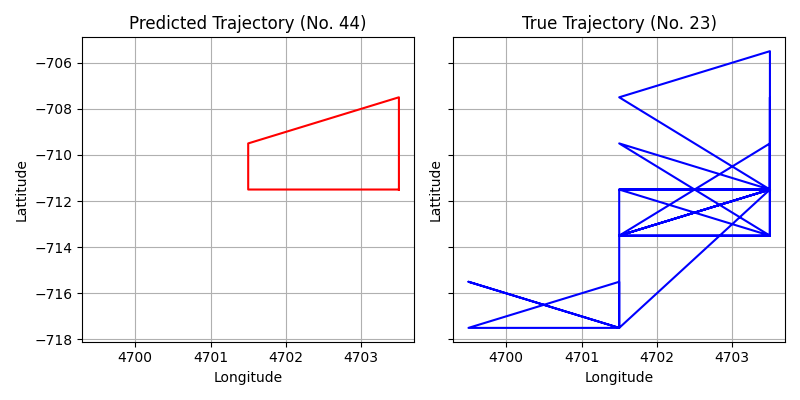 Predicted Trajectory (No. 44)
True Trajectory (No. 23)
Lattitude
−706
−708
−710
−712
−714
−716
−718
4700
4701
4702
4703
Longitude
Lattitude
4700
4701
4702
4703
Longitude